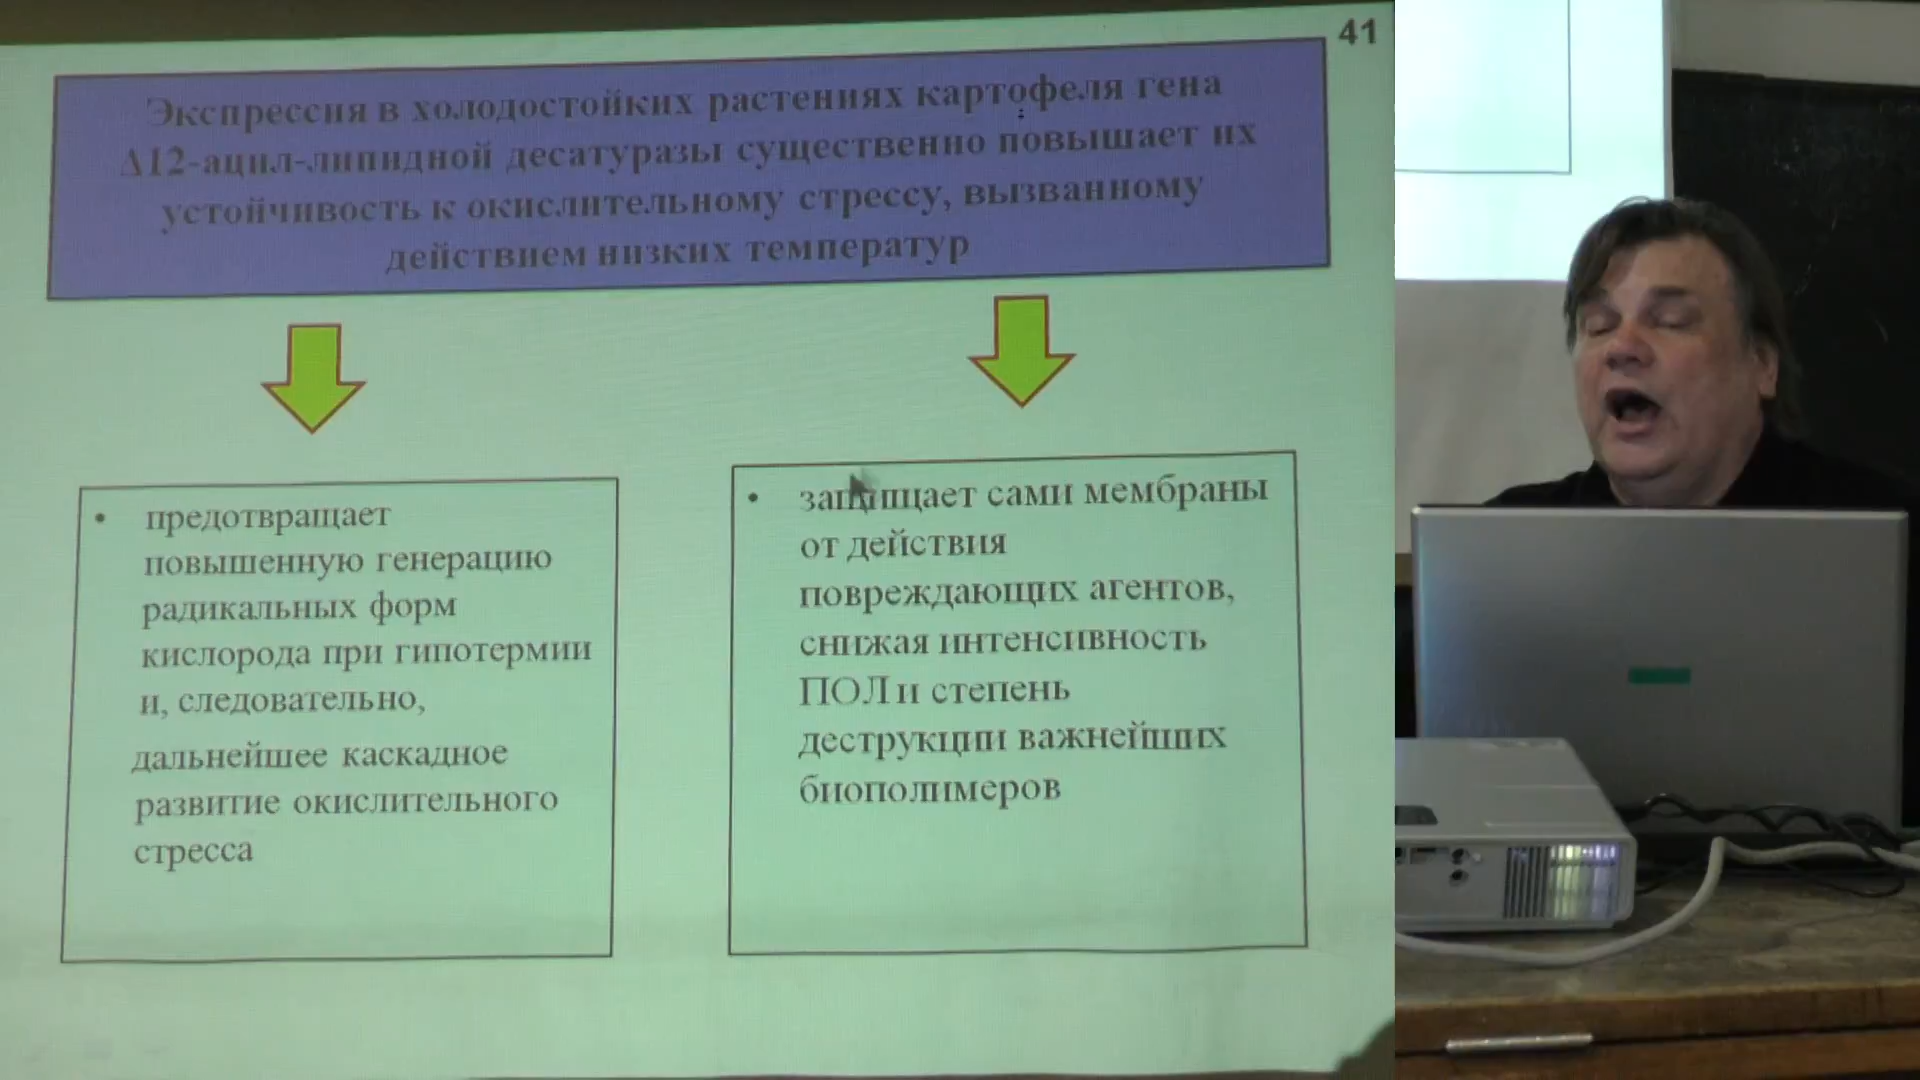 41
Экспрессия в холодостойких растениях картофеля гена
Δ12-ацил-липидной десатуразы существенно повышает их
устойчивость к окислительному стрессу, вызванному
действием низких температур
• предотвращает
повышенную генерацию
радикальных форм
кислорода при гипотермии
и, следовательно,
дальнейшее каскадное
развитие окислительного
стресса
• защищает сами мембраны
от действия
повреждающих агентов,
снижая интенсивность
ПОЛ и степень
деструкции важнейших
биополимеров